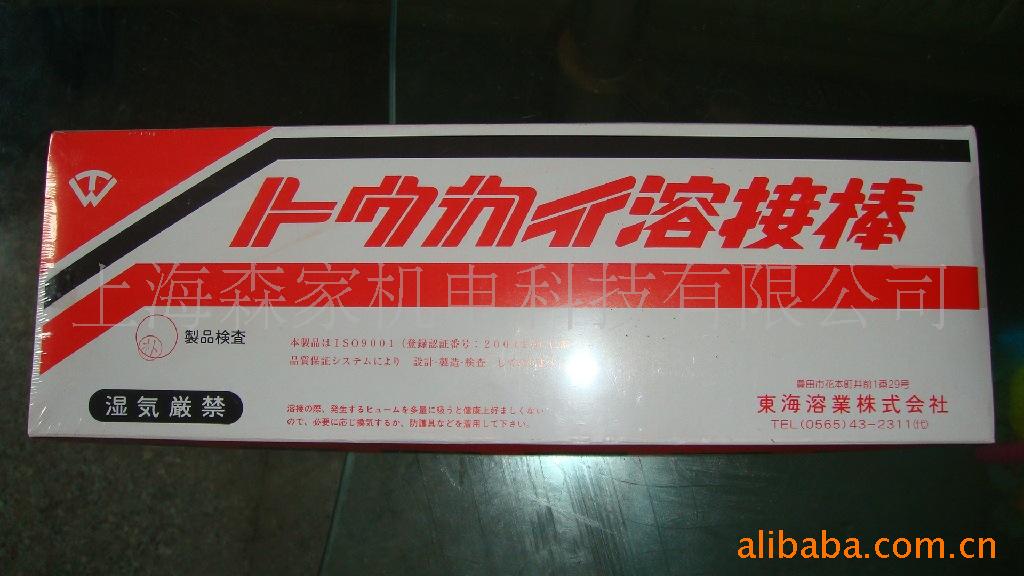 トウカイ溶接棒
上海森家机电科技有限公司
製品検査
本製品はISO9001(登録認証番号:200
品質保証システムにより 設計・製造・検査
湿気厳禁
溶接の際、発生するヒュームを多量に吸うと健康上好ましくない
ので、必要に応じ換気するか、防護具などを着用して下さい。
豊田市花本町井前1番29号
東海溶業株式会社
TEL(0565)43-2311(代)
alibaba.com.cn